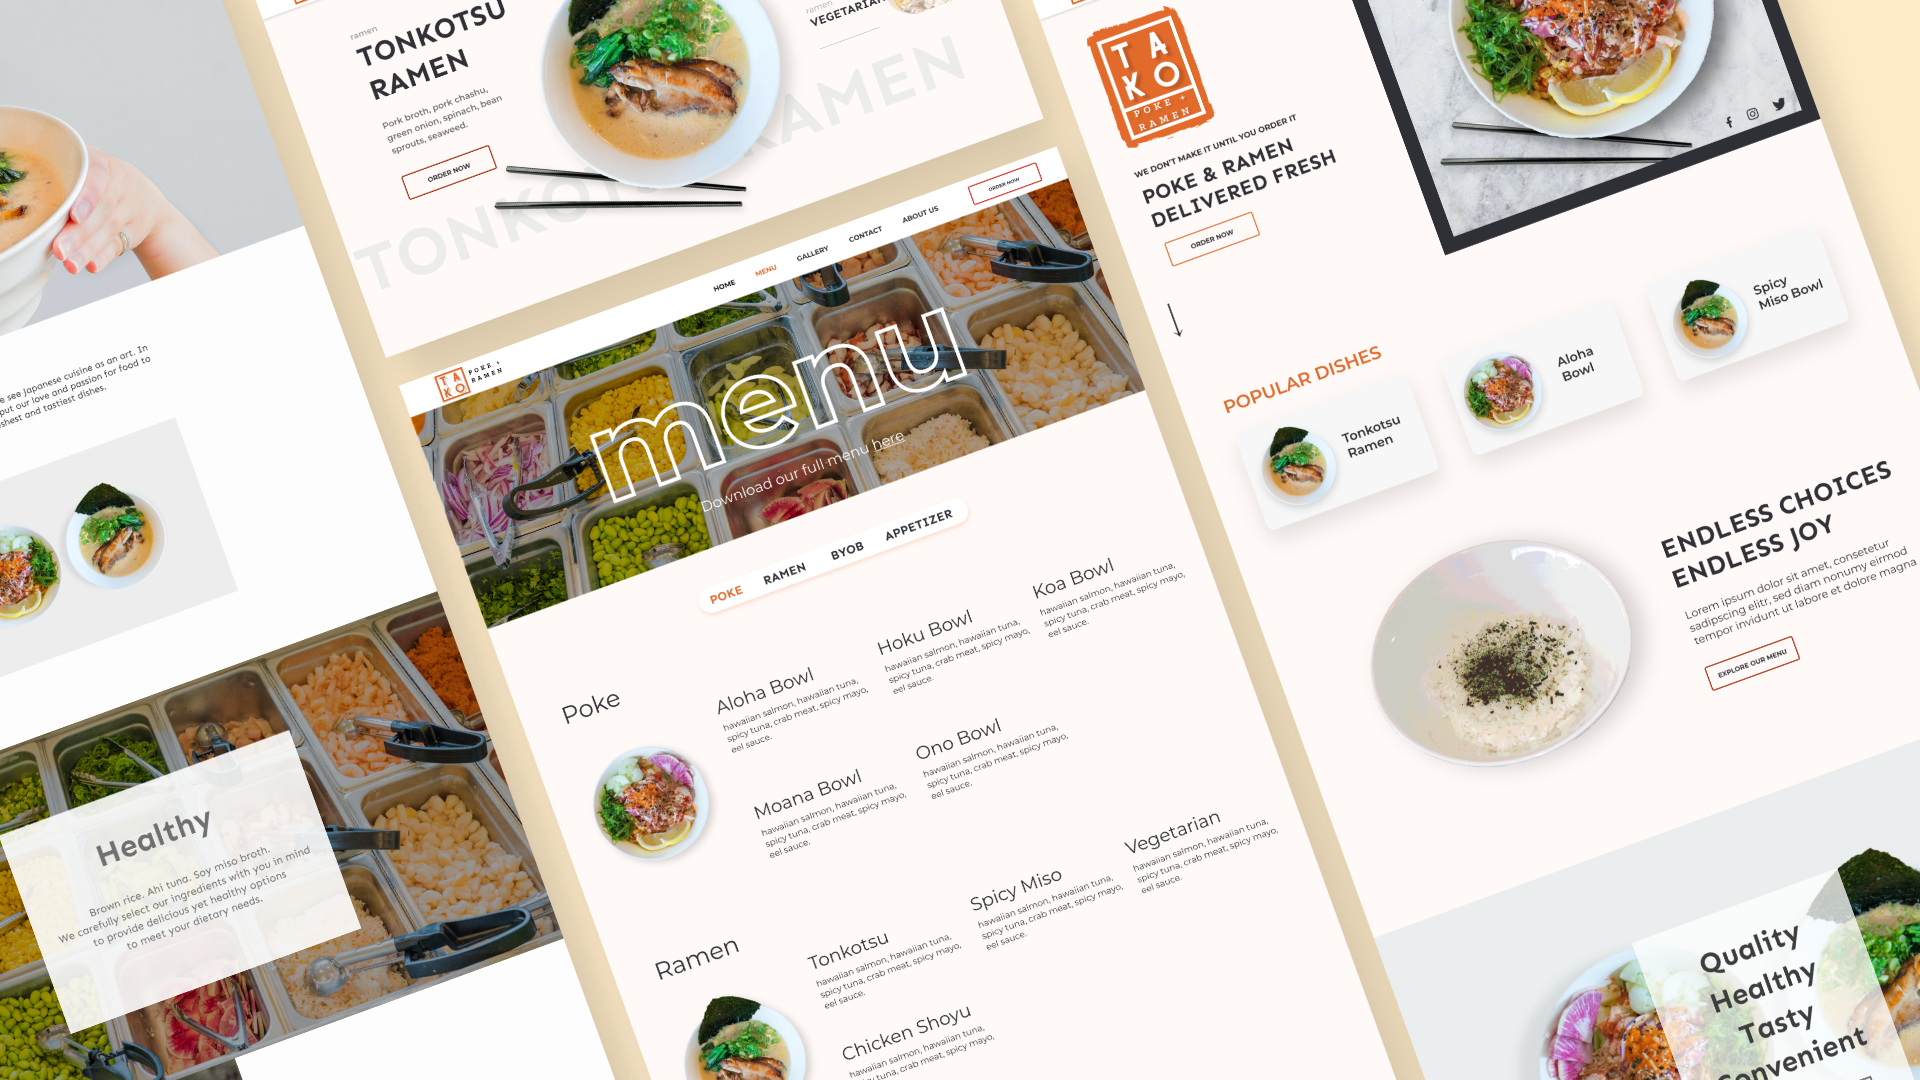 e see Japanese cuisine as an art. In
put our love and passion for food to
shest and tastiest dishes.
Healthy
Brown rice. Ahi tuna. Soy miso broth.
We carefully select our ingredients with you in mind
to provide delicious yet healthy options
to meet your dietary needs.
ramen
TONKOTSU
RAMEN
Pork broth, pork chashu,
green onion, spinach, bean
sprouts, seaweed.
ORDER NOW
ramen
VEGETARIAN
TONKOT
RAMEN
TA
KO
POKE +
RAMEN
HOME
MENU
GALLERY
CONTACT
ABOUT US
ORDER NOW
menu
Download our full menu here
POKE
RAMEN
BYOB
APPETIZER
Poke
Aloha Bowl
hawaiian salmon, hawaiian tuna,
spicy tuna, crab meat, spicy mayo,
eel sauce.
Hoku Bowl
hawaiian salmon, hawaiian tuna,
spicy tuna, crab meat, spicy mayo,
eel sauce.
Koa Bowl
hawaiian salmon, hawaiian tuna,
spicy tuna, crab meat, spicy mayo,
eel sauce.
Moana Bowl
hawaiian salmon, hawaiian tuna,
spicy tuna, crab meat, spicy mayo,
eel sauce.
Ono Bowl
hawaiian salmon, hawaiian tuna,
spicy tuna, crab meat, spicy mayo,
eel sauce.
Ramen
Tonkotsu
hawaiian salmon, hawaiian tuna,
spicy tuna, crab meat, spicy mayo,
eel sauce.
Spicy Miso
hawaiian salmon, hawaiian tuna,
spicy tuna, crab meat, spicy mayo,
eel sauce.
Vegetarian
hawaiian salmon, hawaiian tuna,
spicy tuna, crab meat, spicy mayo,
eel sauce.
Chicken Shoyu
hawaiian salmon, hawaiian tuna,
spicy tuna, crab meat, spicy mayo,
TA
KO
POKE +
RAMEN
WE DON'T MAKE IT UNTIL YOU ORDER IT
POKE & RAMEN
DELIVERED FRESH
ORDER NOW
POPULAR DISHES
Tonkotsu
Ramen
Aloha
Bowl
Spicy
Miso Bowl
ENDLESS CHOICES
ENDLESS JOY
Lorem ipsum dolor sit amet, consetetur
sadipscing elitr, sed diam nonumy eirmod
tempor invidunt ut labore et dolore magna
EXPLORE OUR MENU
Quality
Healthy
Tasty
Convenient